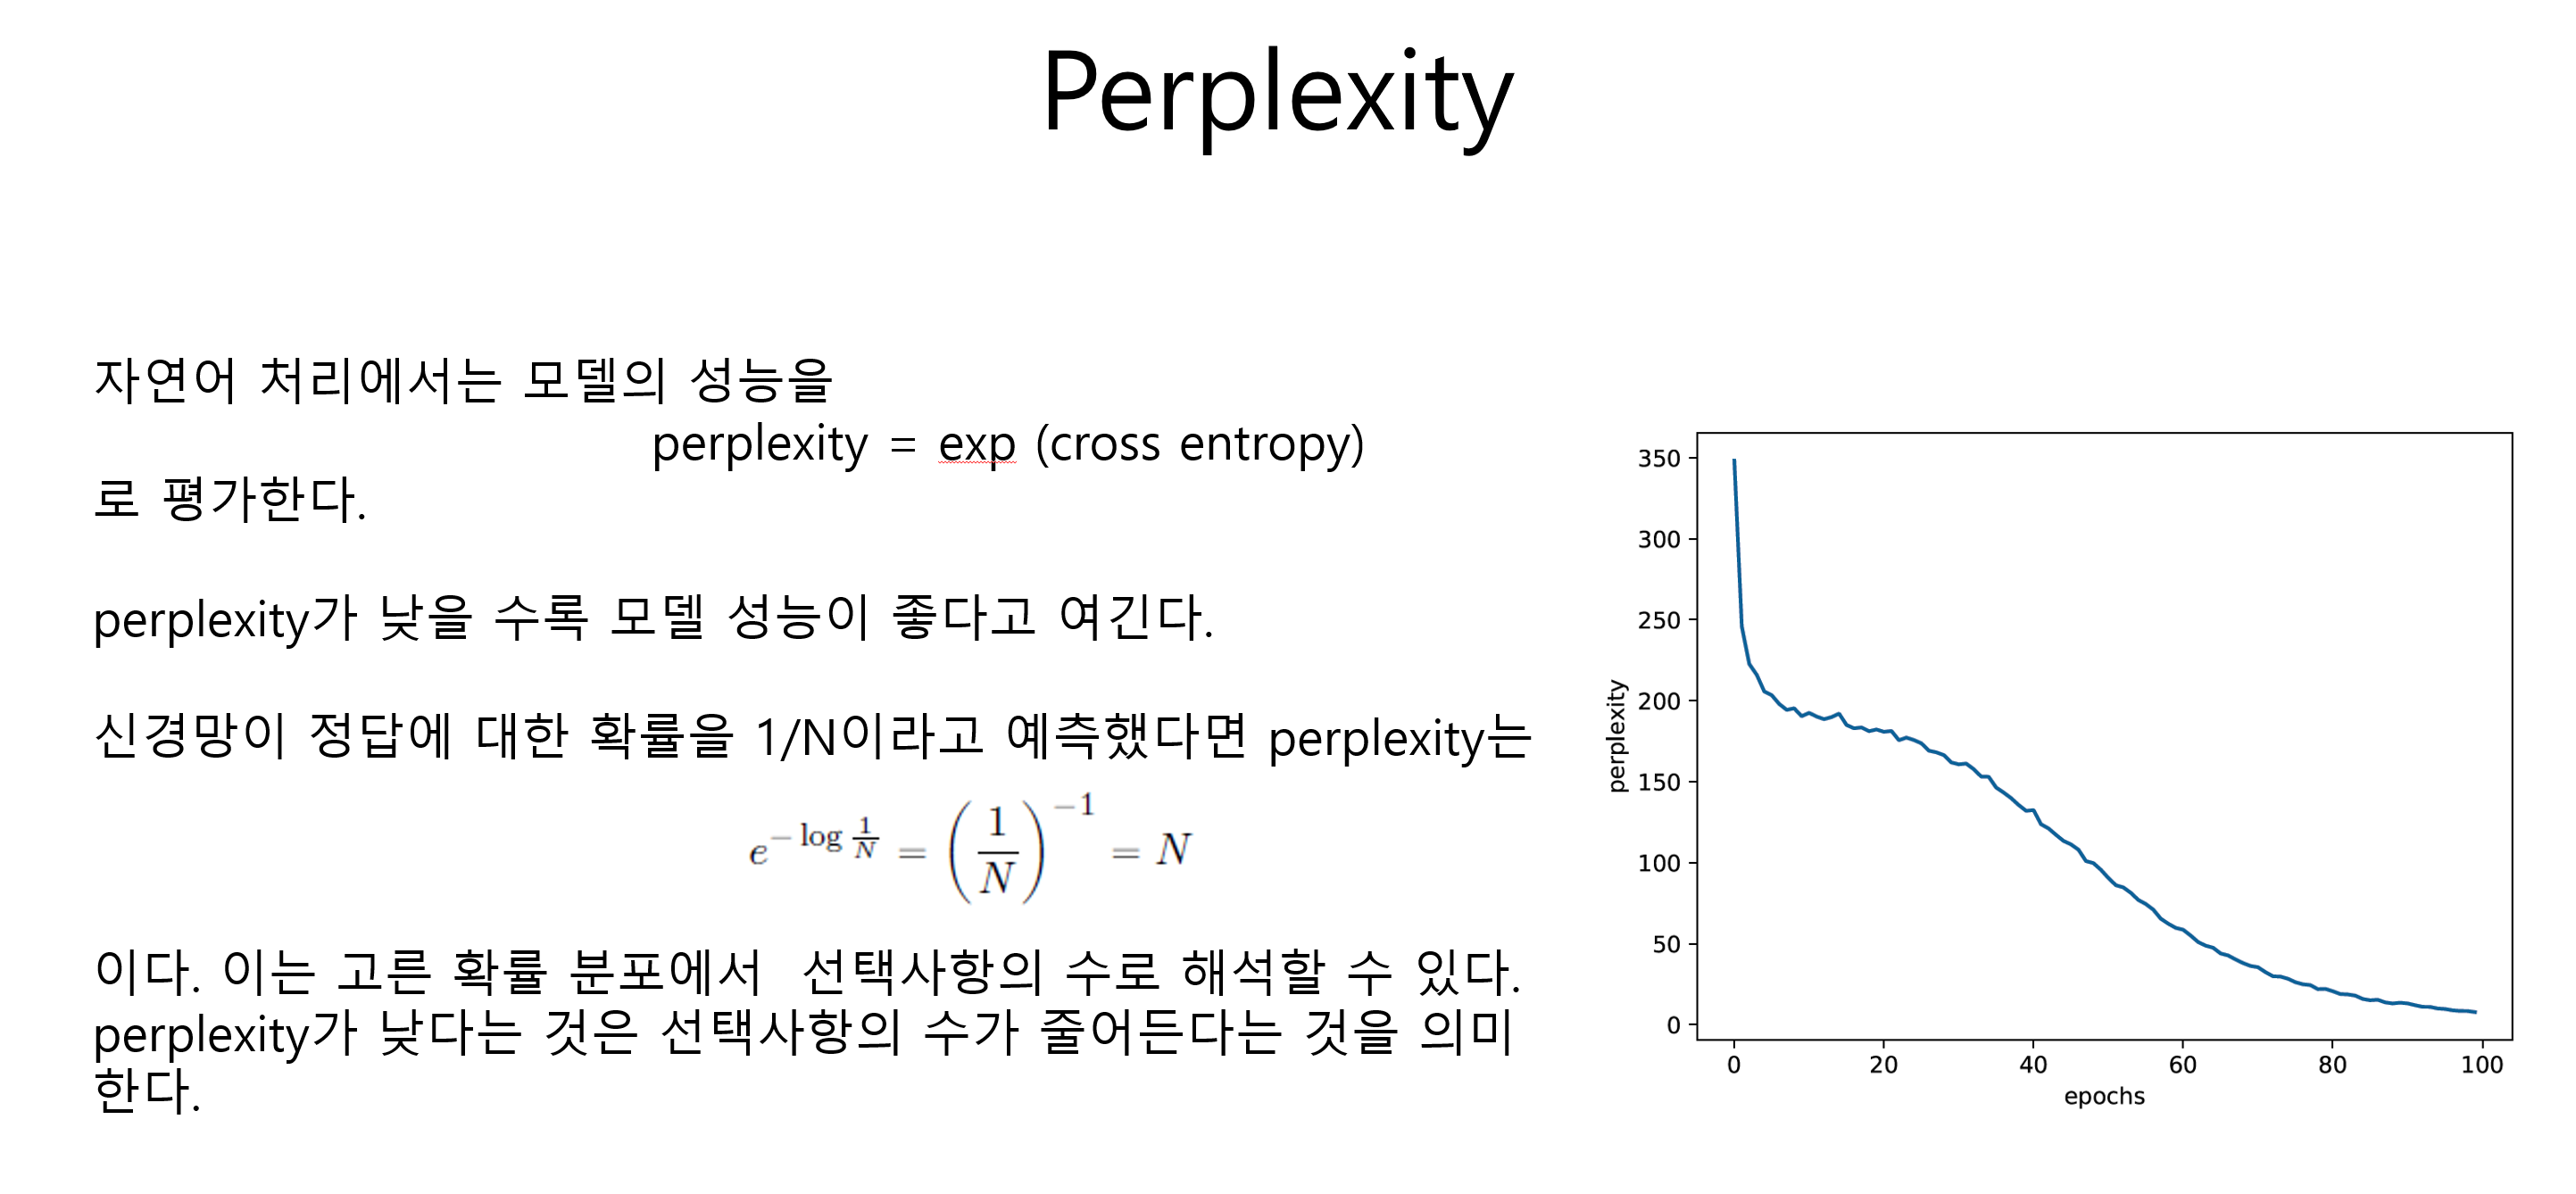 Perplexity
자연어 처리에서는 모델의 성능을
perplexity = exp (cross entropy)
로 평가한다.
perplexity가 낮을 수록 모델 성능이 좋다고 여긴다.
신경망이 정답에 대한 확률을 1/N이라고 예측했다면 perplexity는
e^{-log \frac{1}{N}} = (\frac{1}{N})^{-1} = N
이다. 이는 고른 확률 분포에서 선택사항의 수로 해석할 수 있다.
perplexity가 낮다는 것은 선택사항의 수가 줄어든다는 것을 의미
한다.
350
300
250
200
150
100
50
0
perplexity
0 20 40 60 80 100
epochs